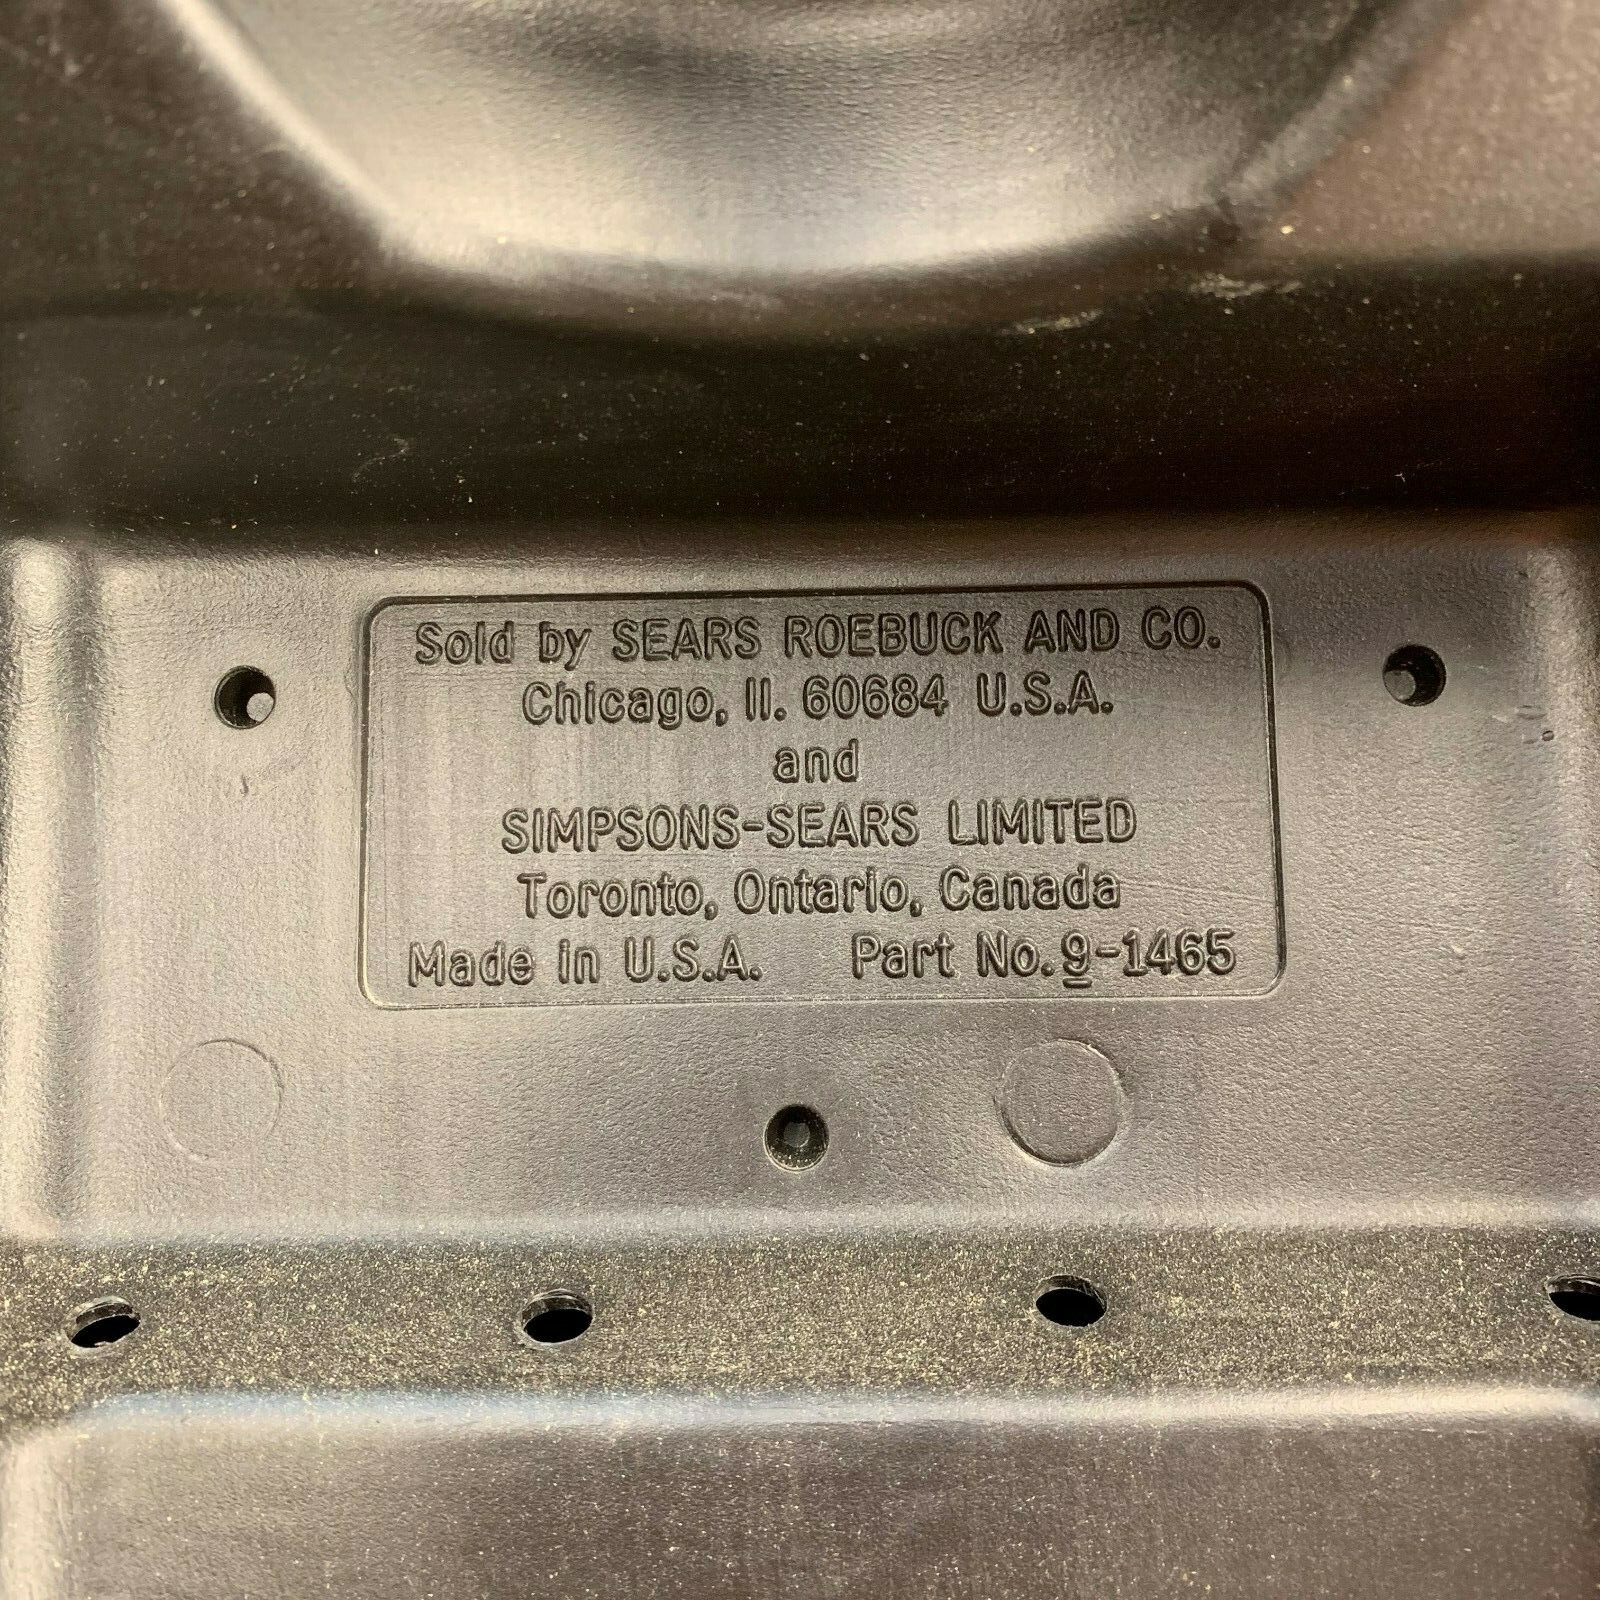 Sold by SEARS ROEBUCK AND CO.
Chicago, Il. 60684 U.S.A.
and
SIMPSONS-SEARS LIMITED
Toronto, Ontario, Canada
Made in U.S.A. Part No. 9-1465